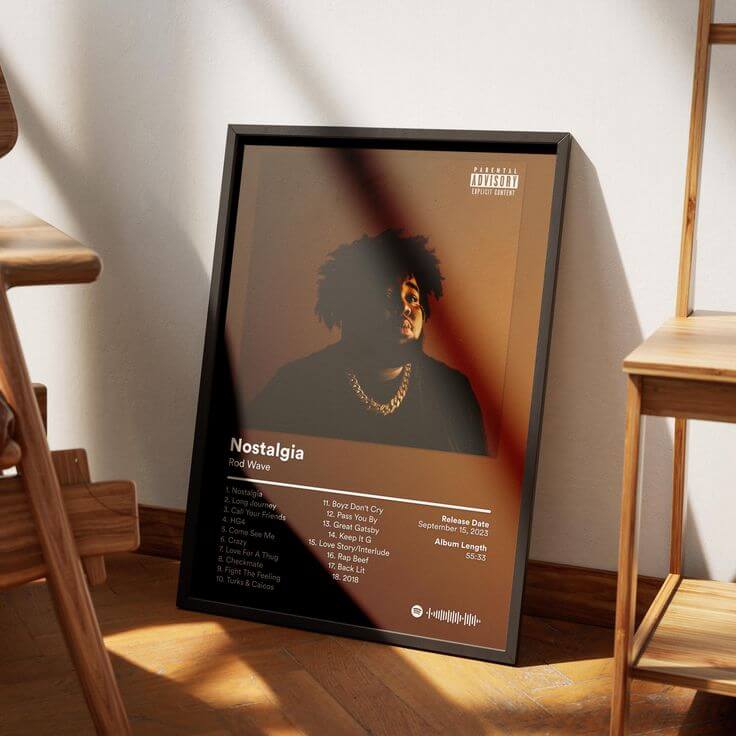 PARENTAL
ADVISORY
EXPLICIT CONTENT
Nostalgia
Rod Wave
1. Nostalgia
2. Long Journey
3. Call Your Friends
4. HG4
5. Come See Me
6. Crazy
7. Love For A Thug
8. Checkmate
9. Fight The Feeling
10. Turks & Caicos
11. Boyz Don't Cry
12. Pass You By
13. Great Gatsby
14. Keep It G
15. Love Story/Interlude
16. Rap Beef
17. Back Lit
18. 2018
Release Date
September 15, 2023
Album Length
55:33